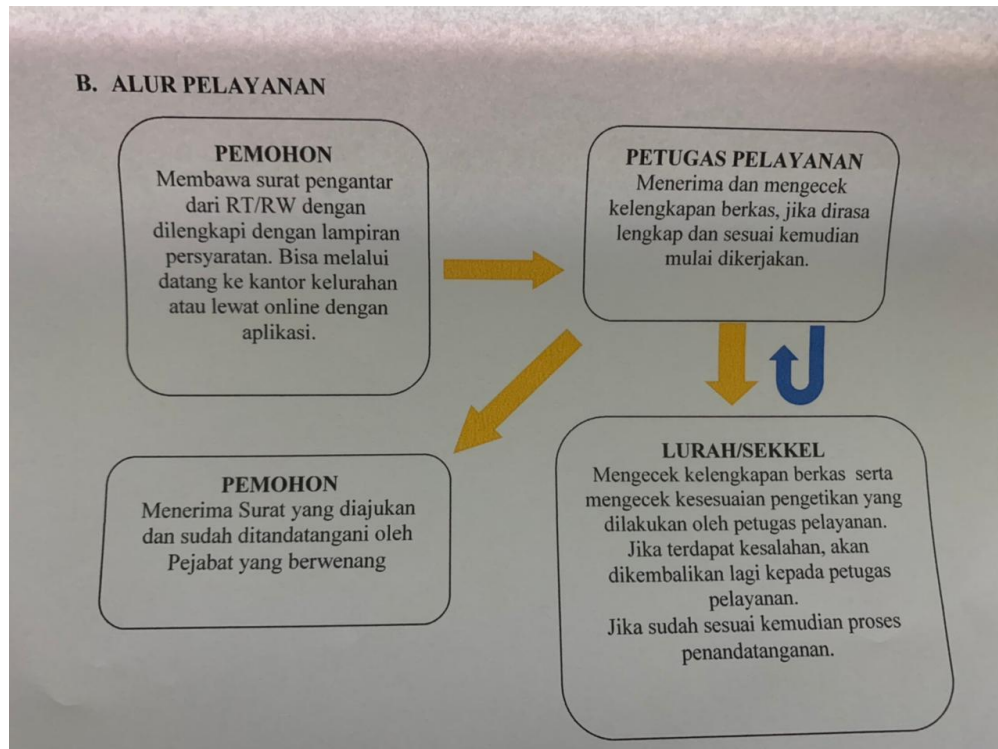 B. ALUR PELAYANAN
PEMOHON
Membawa surat pengantar
dari RT/RW dengan
dilengkapi dengan lampiran
persyaratan. Bisa melalui
datang ke kantor kelurahan
atau lewat online dengan
aplikasi.
PETUGAS PELAYANAN
Menerima dan mengecek
kelengkapan berkas, jika dirasa
lengkap dan sesuai kemudian
mulai dikerjakan.
LURAH/SEKKEL
Mengecek kelengkapan berkas serta
mengecek kesesuaian pengetikan yang
dilakukan oleh petugas pelayanan.
Jika terdapat kesalahan, akan
dikembalikan lagi kepada petugas
pelayanan.
Jika sudah sesuai kemudian proses
penandatanganan.
PEMOHON
Menerima Surat yang diajukan
dan sudah ditandatangani oleh
Pejabat yang berwenang